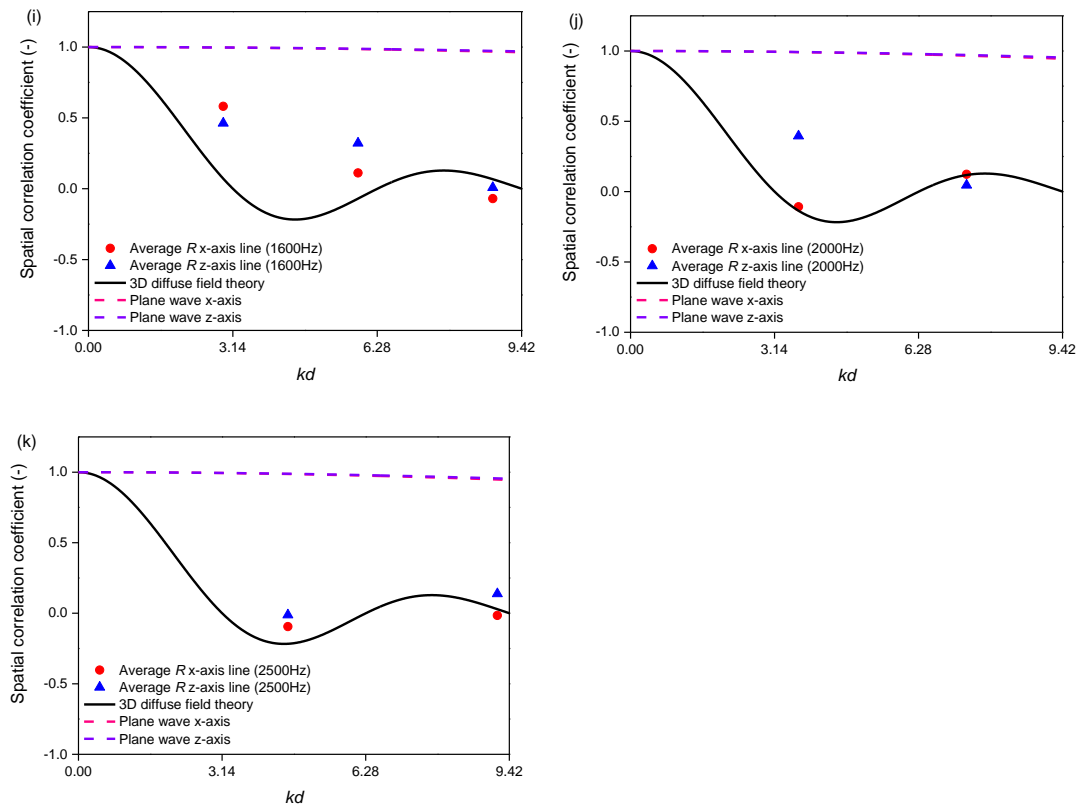 (i)
Spatial correlation coefficient (-)
1.0
0.5
0.0
-0.5
-1.0
Average R x-axis line (1600Hz)
Average R z-axis line (1600Hz)
3D diffuse field theory
Plane wave x-axis
Plane wave z-axis
0.00 3.14 6.28 9.42
kd
(j)
Spatial correlation coefficient (-)
1.0
0.5
0.0
-0.5
-1.0
Average R x-axis line (2000Hz)
Average R z-axis line (2000Hz)
3D diffuse field theory
Plane wave x-axis
Plane wave z-axis
0.00 3.14 6.28 9.42
kd
(k)
Spatial correlation coefficient (-)
1.0
0.5
0.0
-0.5
-1.0
Average R x-axis line (2500Hz)
Average R z-axis line (2500Hz)
3D diffuse field theory
Plane wave x-axis
Plane wave z-axis
0.00 3.14 6.28 9.42
kd